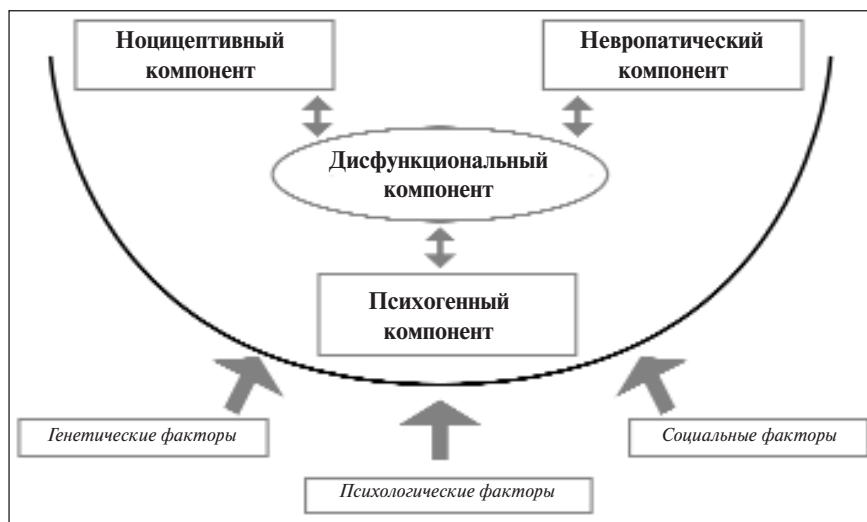 Ноцицептивный
компонент
Невропатический
компонент
Дисфункциональный
компонент
Психогенный
компонент
Генетические факторы
Социальные факторы
Психологические факторы